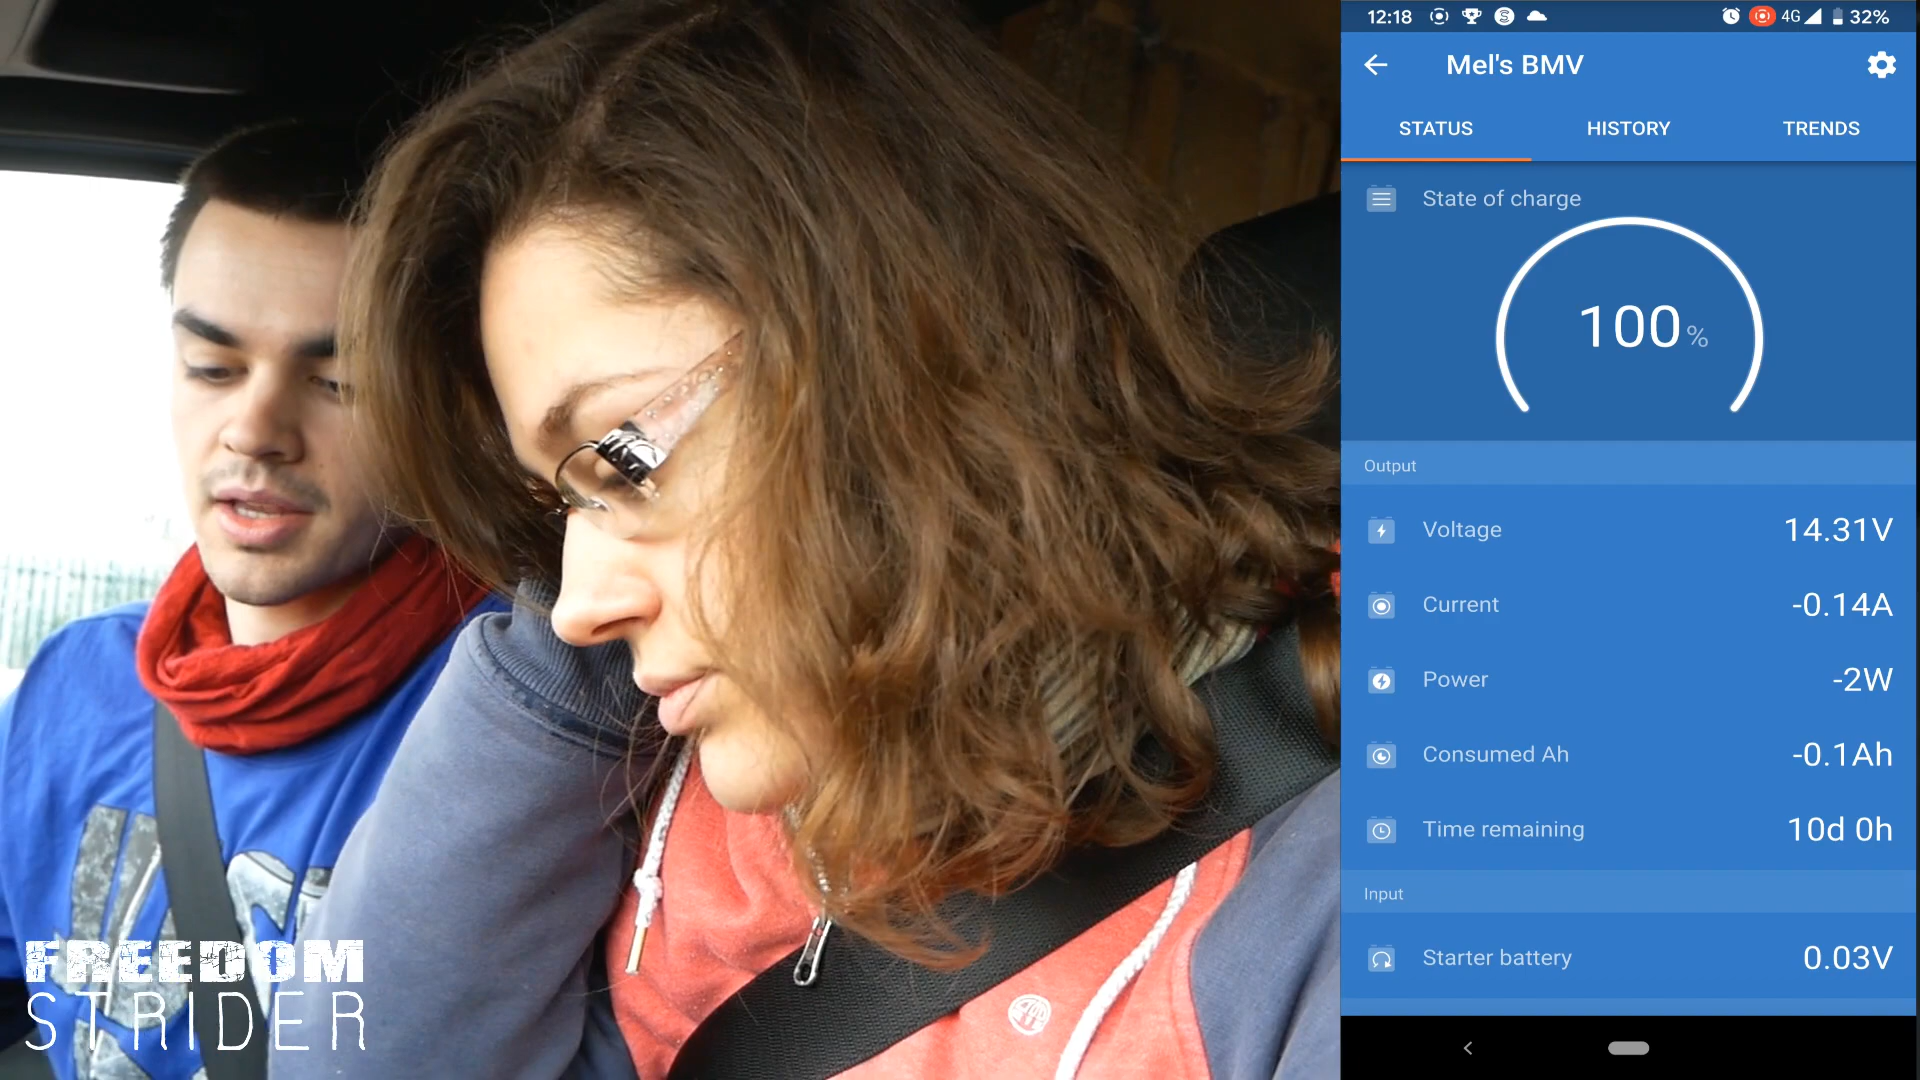 12:18 4G 32%
Mel's BMV
STATUS HISTORY TRENDS
State of charge
100%
Output
Voltage 14.31V
Current -0.14A
Power -2W
Consumed Ah -0.1Ah
Time remaining 10d 0h
Input
Starter battery 0.03V
FREEDOM
STRIDER